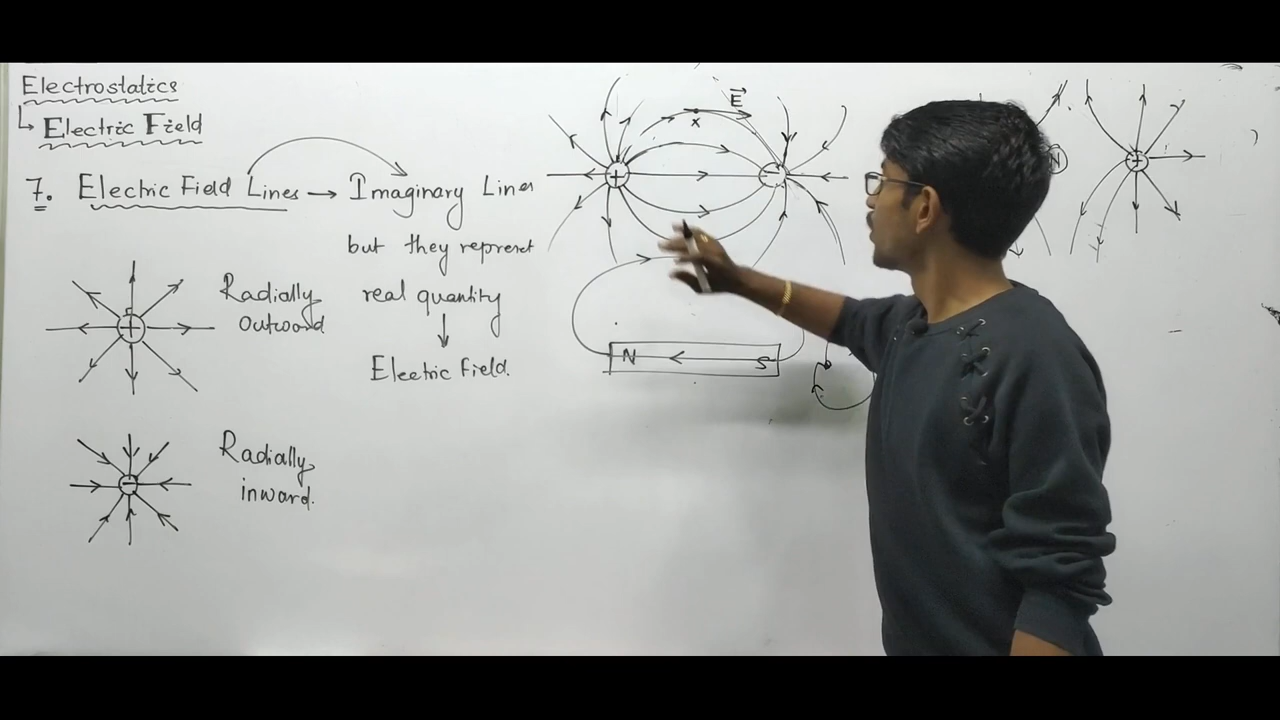 Electrostatics
Electric Field
7. Electric Field Lines → Imaginary Lines
but they represent
real quantity
↓
Electric Field.
+
Radially
outward
-
Radially
inward.
+
x
E
-
N
S
N
+